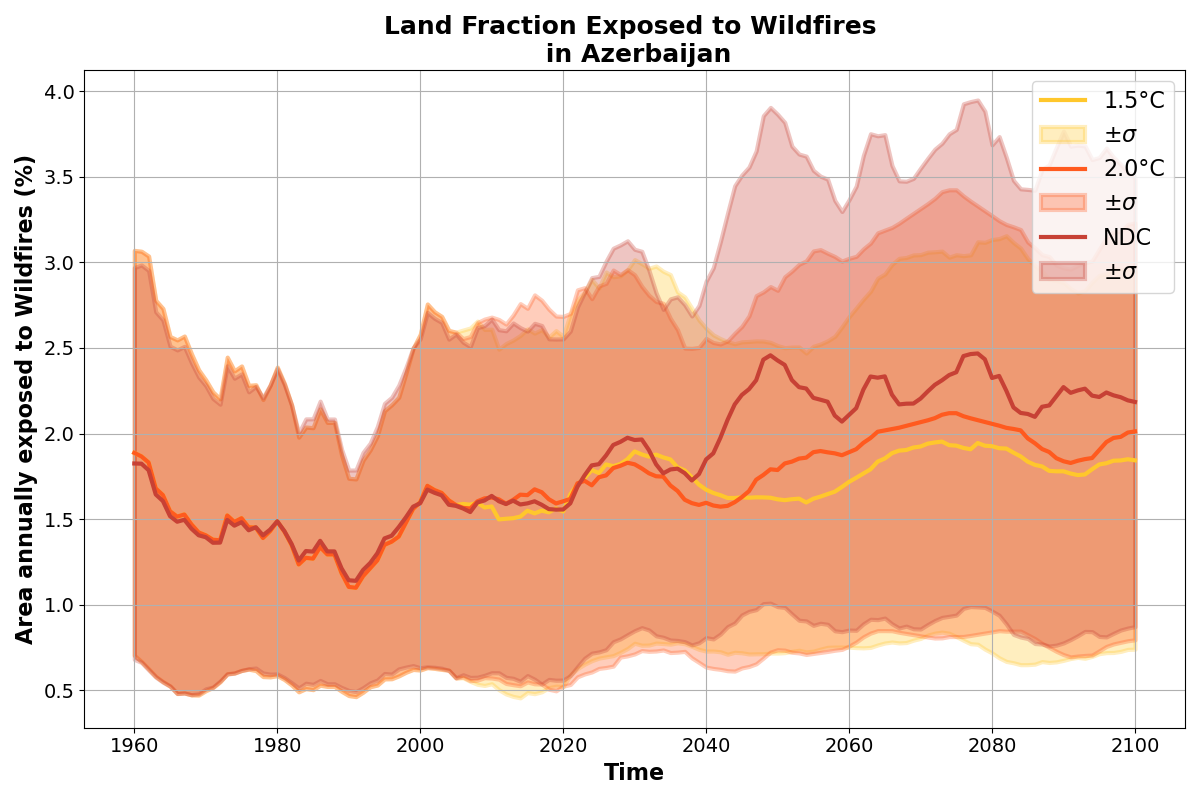 Land Fraction Exposed to Wildfires
in Azerbaijan
Area annually exposed to Wildfires (%)
4.0
3.5
3.0
2.5
2.0
1.5
1.0
0.5
1.5°C
±σ
2.0°C
±σ
NDC
±σ
1960 1980 2000 2020 2040 2060 2080 2100
Time